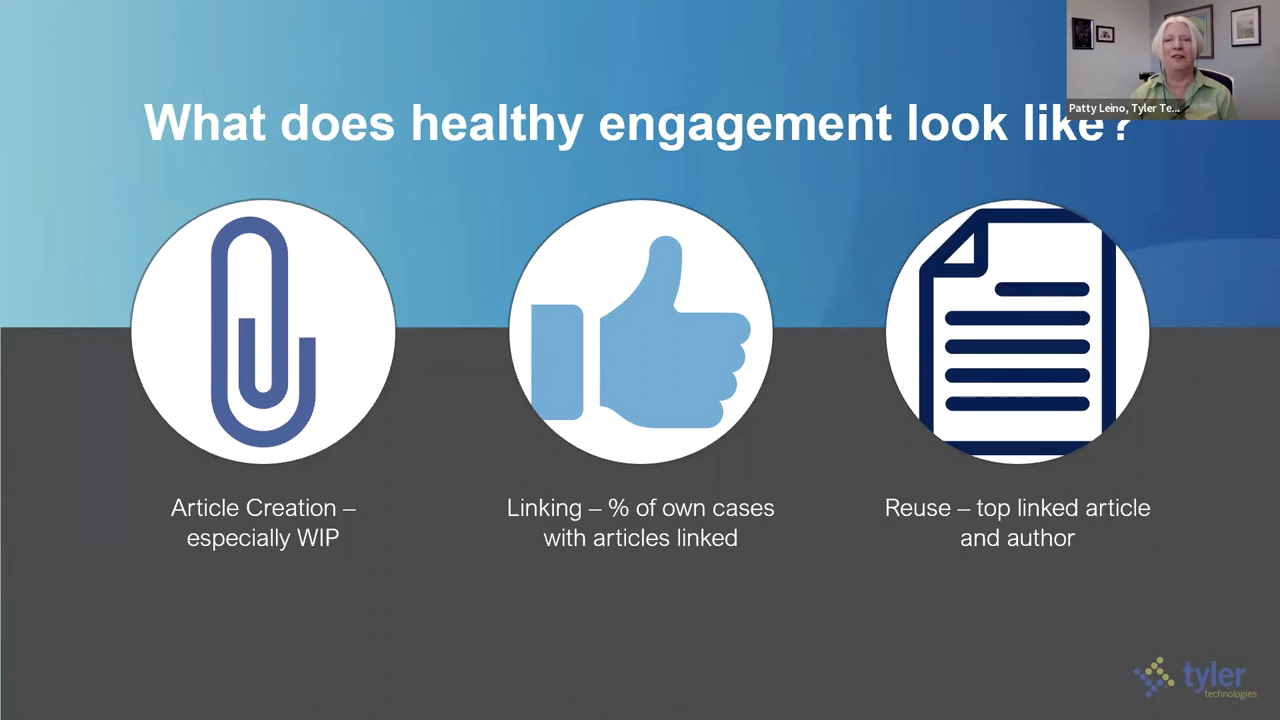 Patty Leino, Tyler Te...
What does healthy engagement look like?
Article Creation –
especially WIP
Linking – % of own cases
with articles linked
Reuse – top linked article
and author
tyler
technologies